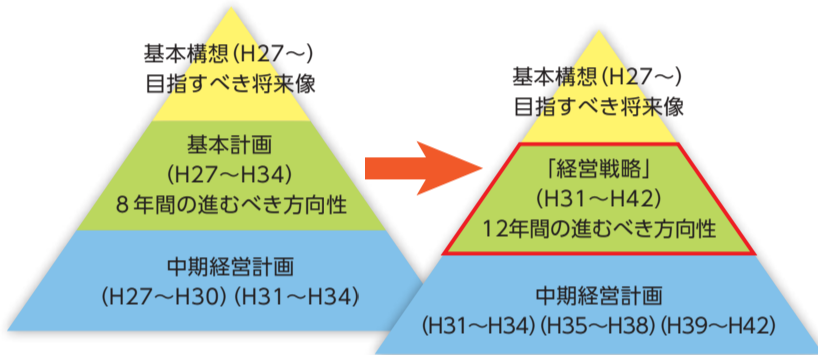 基本構想(H27～)
目指すべき将来像
基本計画
(H27～H34)
8年間の進むべき方向性
中期経営計画
(H27～H30)(H31～H34)
基本構想(H27～)
目指すべき将来像
「経営戦略」
(H31～H42)
12年間の進むべき方向性
中期経営計画
(H31～H34)(H35～H38)(H39～H42)